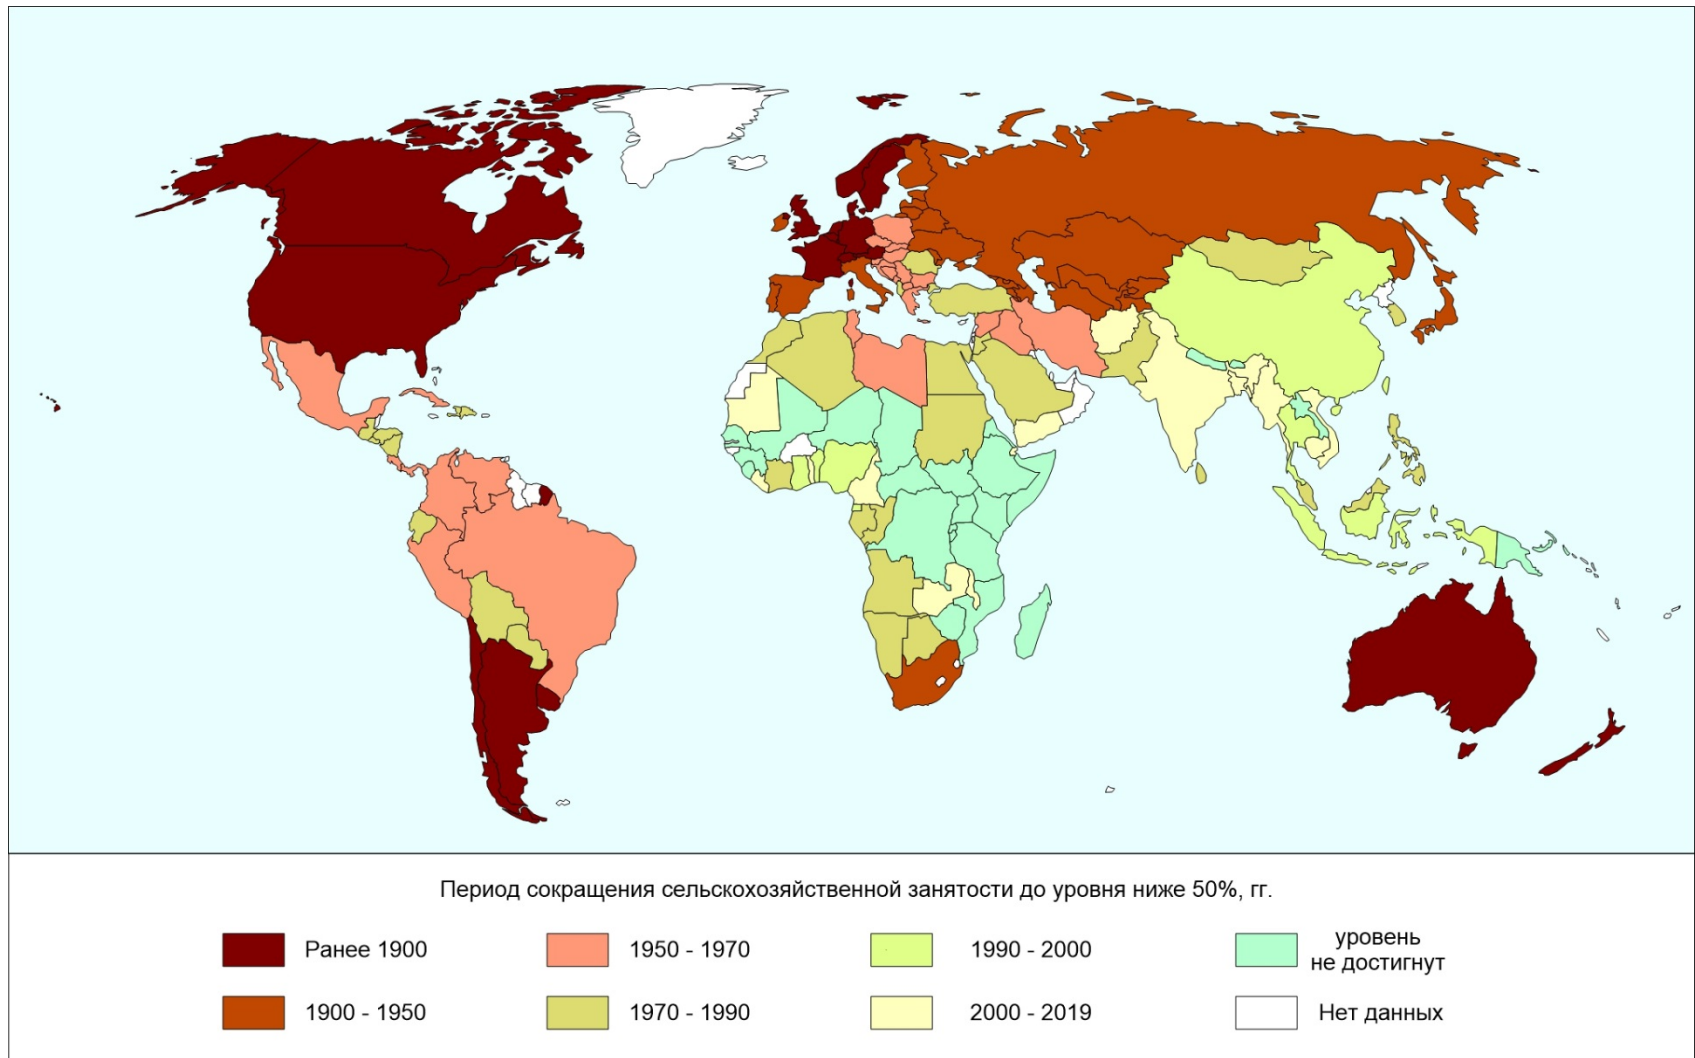 Период сокращения сельскохозяйственной занятости до уровня ниже 50%, гг.
Ранее 1900
1950 - 1970
1990 - 2000
уровень
не достигнут
1900 - 1950
1970 - 1990
2000 - 2019
Нет данных